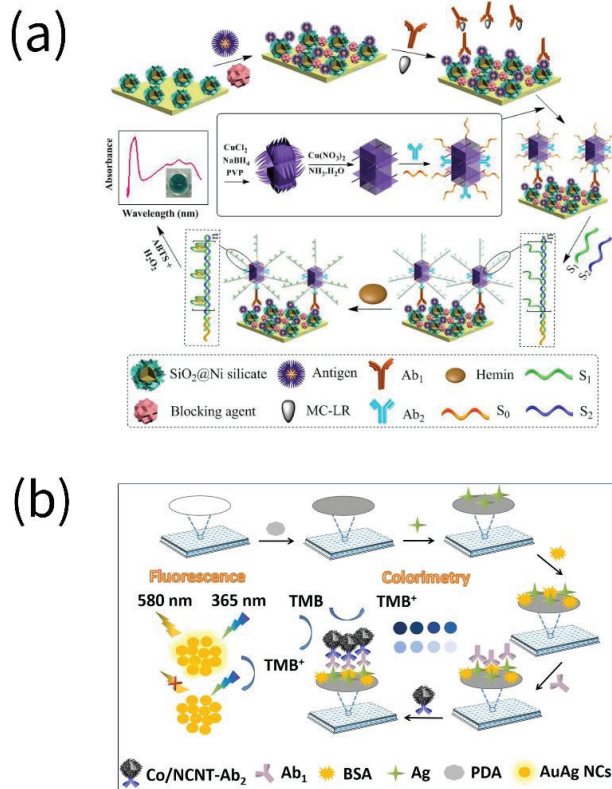 (a)
CuCl2
NaBH4
PVP
Cu(NO3)2
NH3.H2O
Absorbance
Wavelength (nm)
ABTS+
H2O2
n
n
S1
S2
SiO2@Ni silicate
Antigen
Ab1
Hemin
S1
Blocking agent
MC-LR
Ab2
S0
S2
(b)
Fluorescence
Colorimetry
580 nm
365 nm
TMB
TMB+
TMB+
Co/NCNT-Ab2
Ab1
BSA
Ag
PDA
AuAg NCs